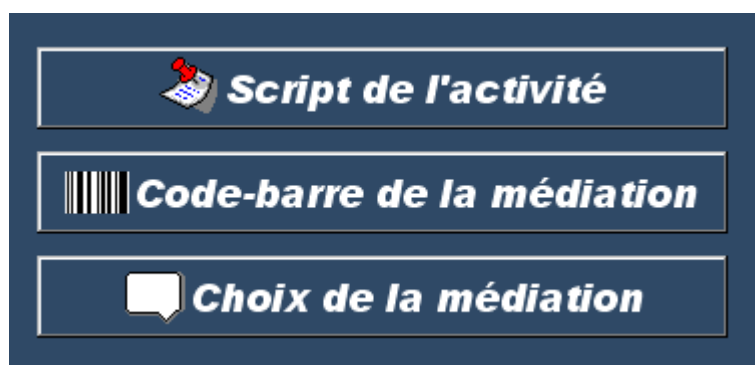 Script de l'activité
Code-barre de la médiation
Choix de la médiation